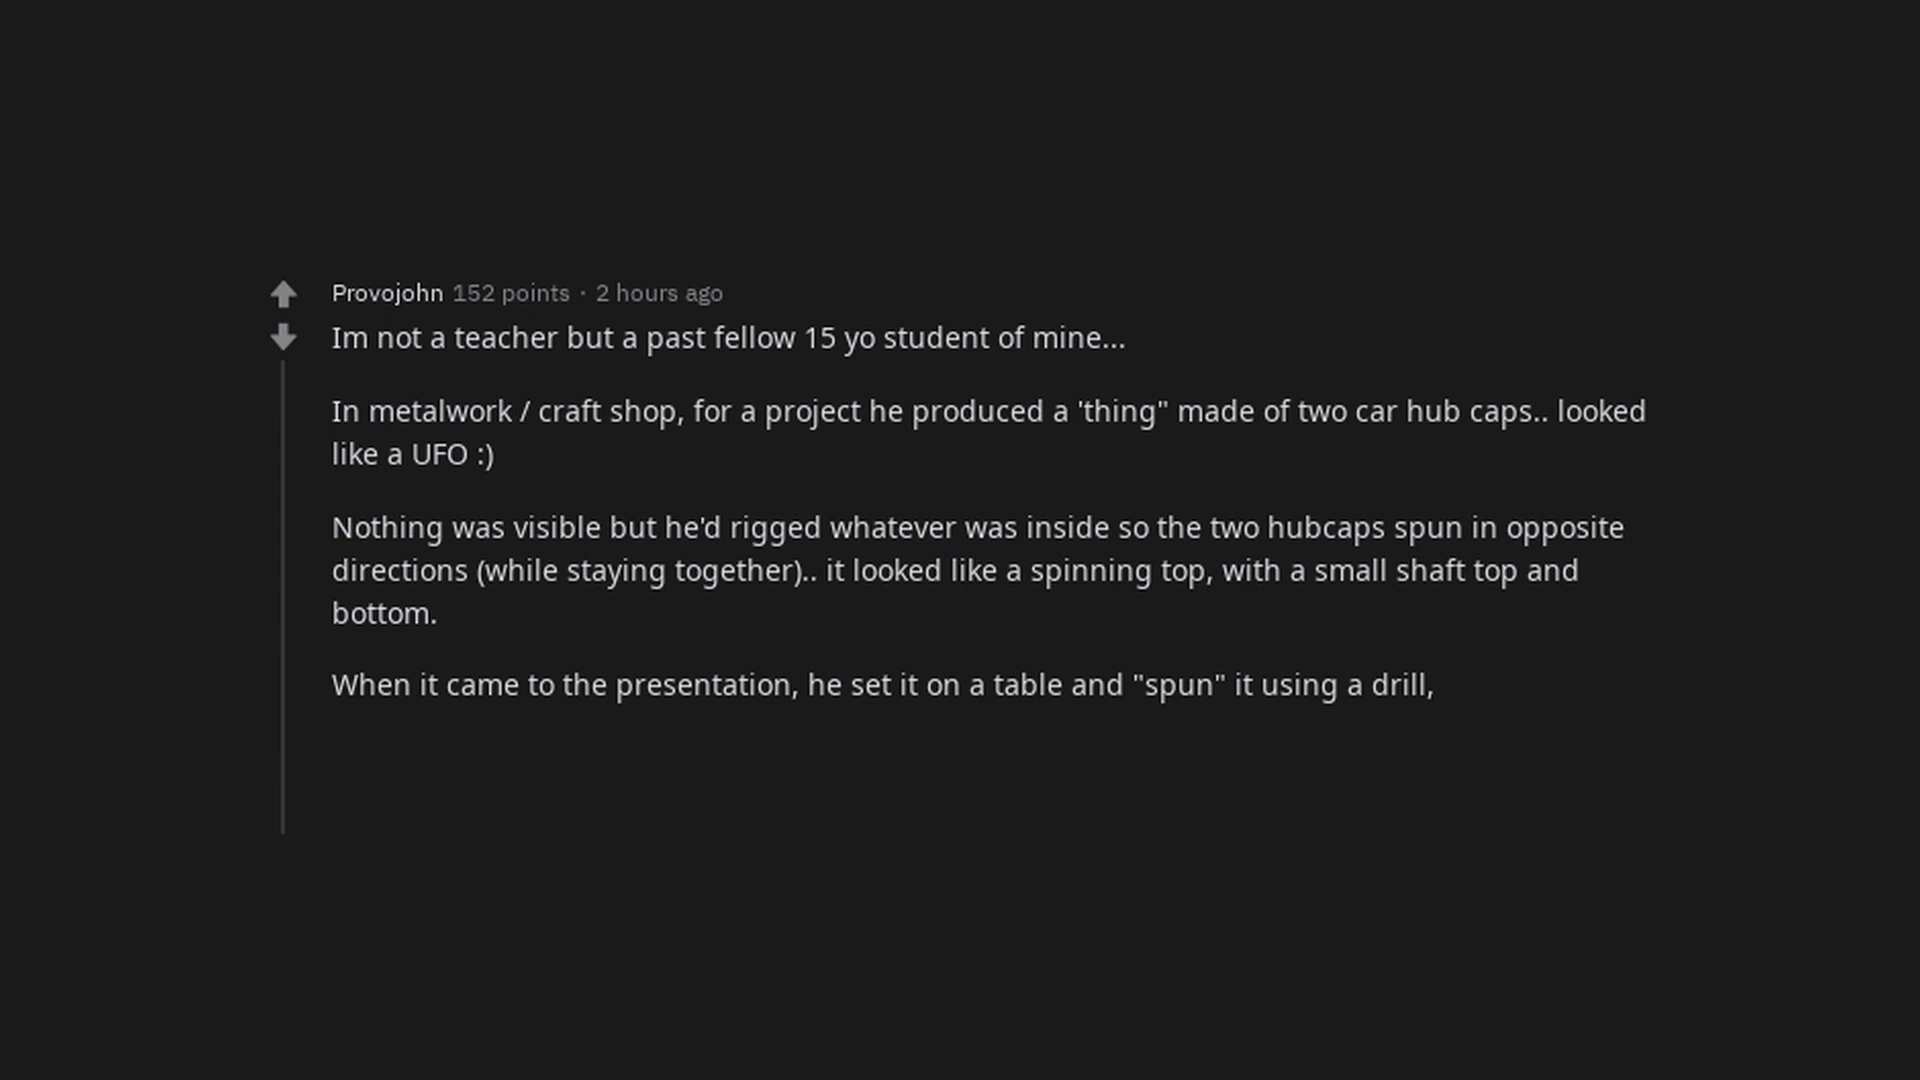 Provojohn 152 points · 2 hours ago
Im not a teacher but a past fellow 15 yo student of mine...
In metalwork / craft shop, for a project he produced a 'thing" made of two car hub caps.. looked
like a UFO :)
Nothing was visible but he'd rigged whatever was inside so the two hubcaps spun in opposite
directions (while staying together).. it looked like a spinning top, with a small shaft top and
bottom.
When it came to the presentation, he set it on a table and "spun" it using a drill,